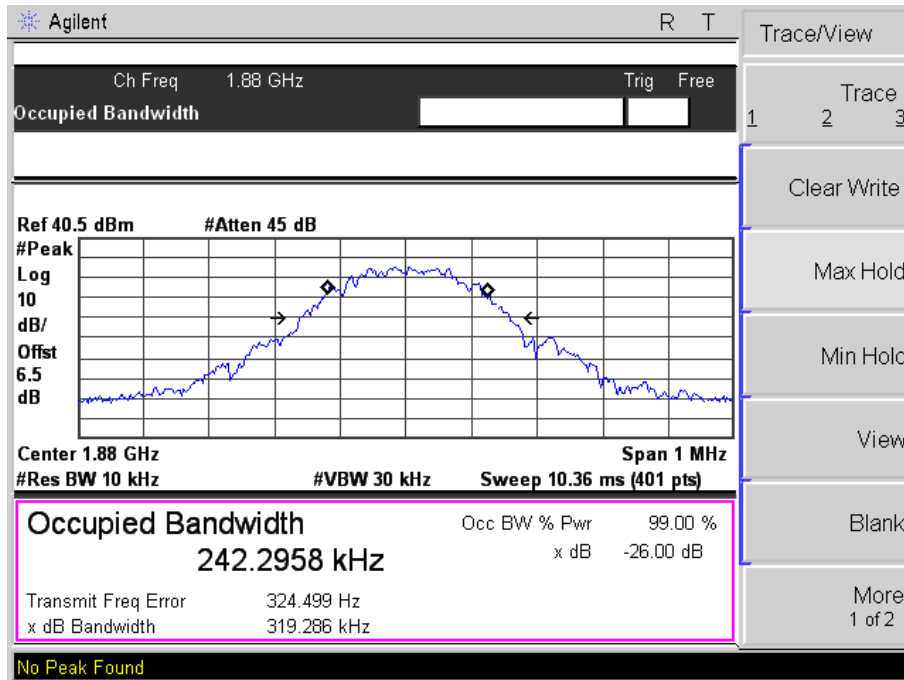 Agilent R T
Ch Freq 1.88 GHz Trig Free
Occupied Bandwidth
Ref 40.5 dBm #Atten 45 dB
#Peak
Log
10
dB/
Offst
6.5
dB
Center 1.88 GHz Span 1 MHz
#Res BW 10 kHz #VBW 30 kHz Sweep 10.36 ms (401 pts)
Occupied Bandwidth
242.2958 kHz
Occ BW % Pwr 99.00 %
x dB -26.00 dB
Transmit Freq Error 324.499 Hz
x dB Bandwidth 319.286 kHz
No Peak Found
Trace/View
Trace
1 2 3
Clear Write
Max Hold
Min Hold
View
Blank
More
1 of 2